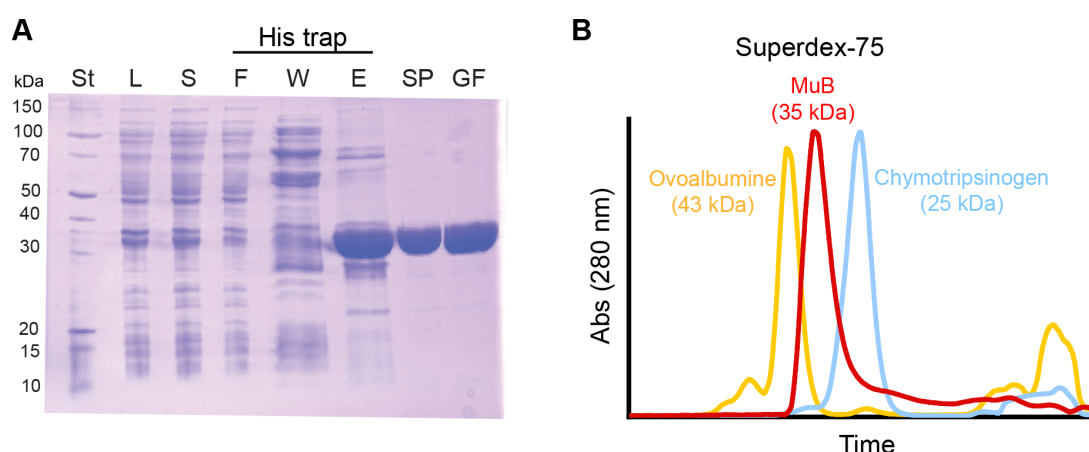 A
His trap
kDa St L S F W E SP GF
150
100
70
50
40
30
20
15
10
B
Superdex-75
MuB
(35 kDa)
Ovoalbumine
(43 kDa)
Chymotripsinogen
(25 kDa)
Abs (280 nm)
Time